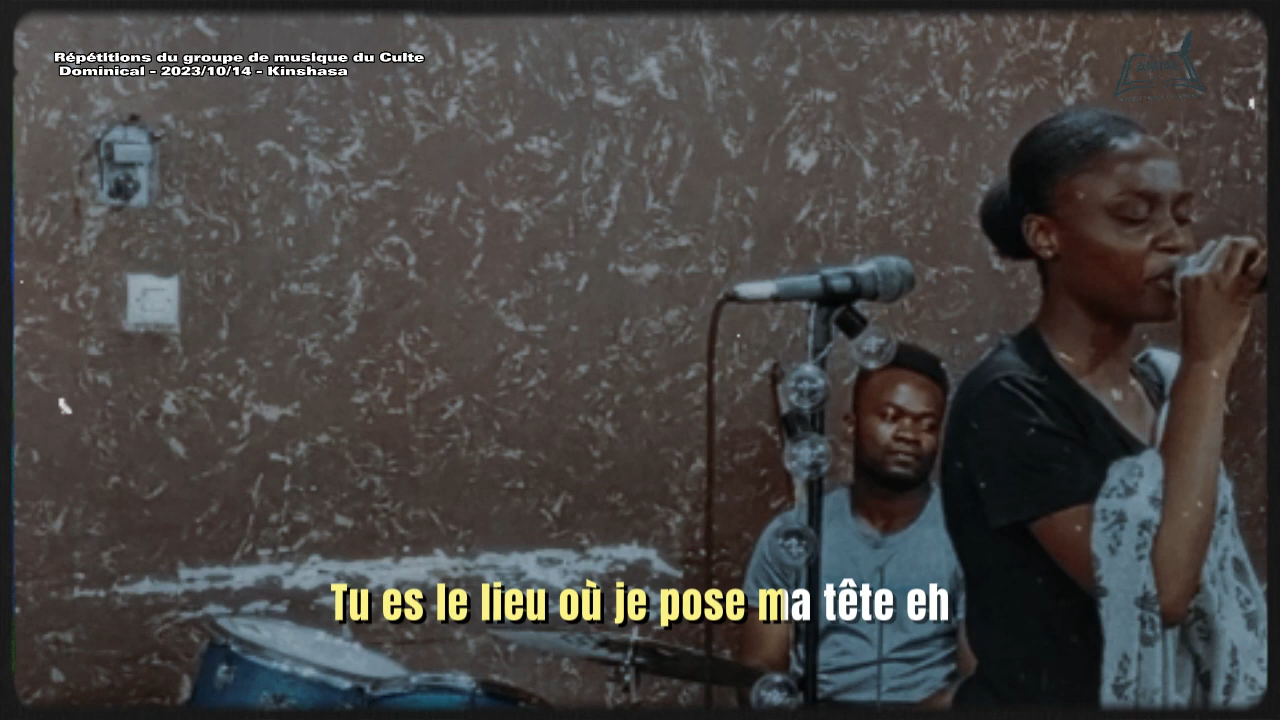 Répétitions du groupe de musique du Culte
Dominical - 2023/10/14 - Kinshasa
Tu es le lieu où je pose ma tête eh